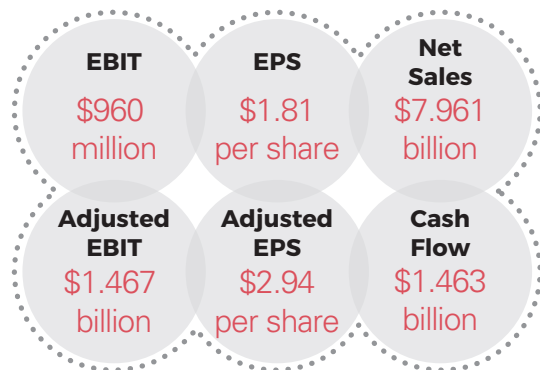 EBIT
$960
million
EPS
$1.81
per share
Net
Sales
$7.961
billion
Adjusted
EBIT
$1.467
billion
Adjusted
EPS
$2.94
per share
Cash
Flow
$1.463
billion